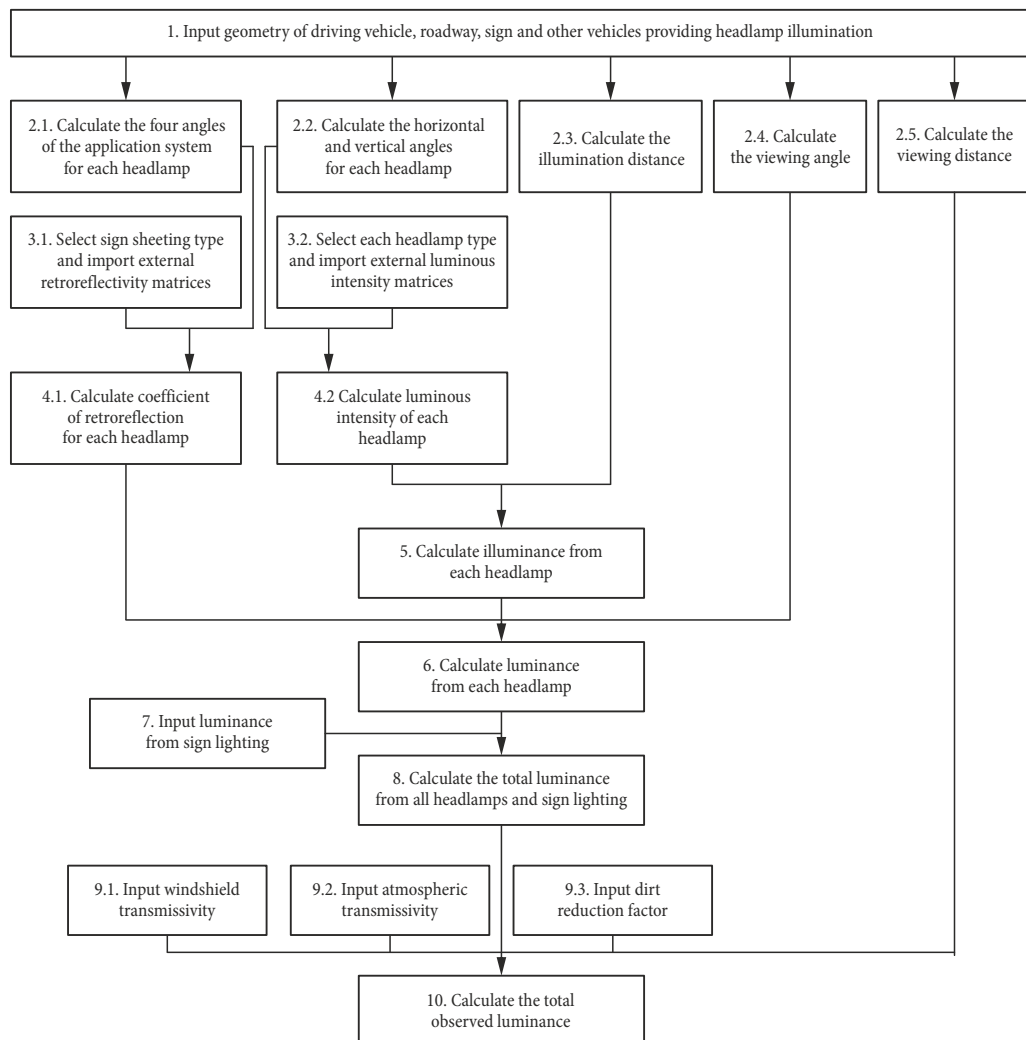 1. Input geometry of driving vehicle, roadway, sign and other vehicles providing headlamp illumination
2.1. Calculate the four angles
of the application system
for each headlamp
2.2. Calculate the horizontal
and vertical angles
for each headlamp
2.3. Calculate the
illumination distance
2.4. Calculate
the viewing angle
2.5. Calculate the
viewing distance
3.1. Select sign sheeting type
and import external
retroreflectivity matrices
3.2. Select each headlamp type
and import external luminous
intensity matrices
4.1. Calculate coefficient
of retroreflection
for each headlamp
4.2 Calculate luminous
intensity of each
headlamp
5. Calculate illuminance from
each headlamp
6. Calculate luminance
from each headlamp
7. Input luminance
from sign lighting
8. Calculate the total luminance
from all headlamps and sign lighting
9.1. Input windshield
transmissivity
9.2. Input atmospheric
transmissivity
9.3. Input dirt
reduction factor
10. Calculate the total
observed luminance